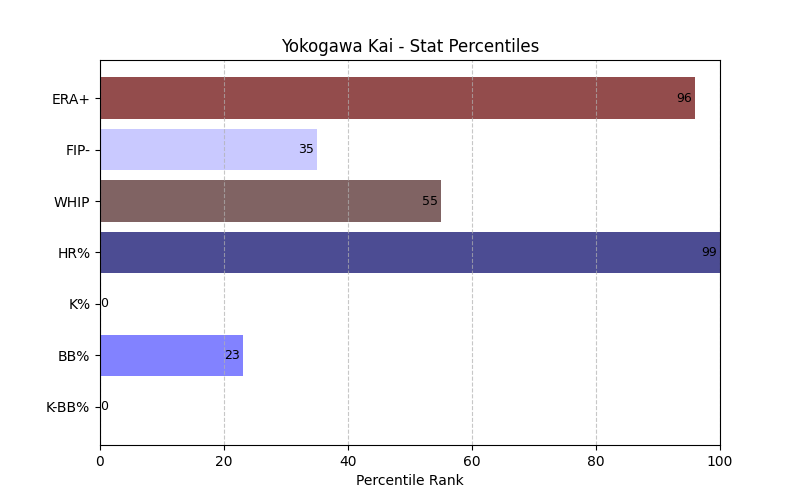 Yokogawa Kai - Stat Percentiles
ERA+ 96
FIP- 35
WHIP 55
HR% 99
K% 0
BB% 23
K-BB% 0
0 20 40 60 80 100
Percentile Rank